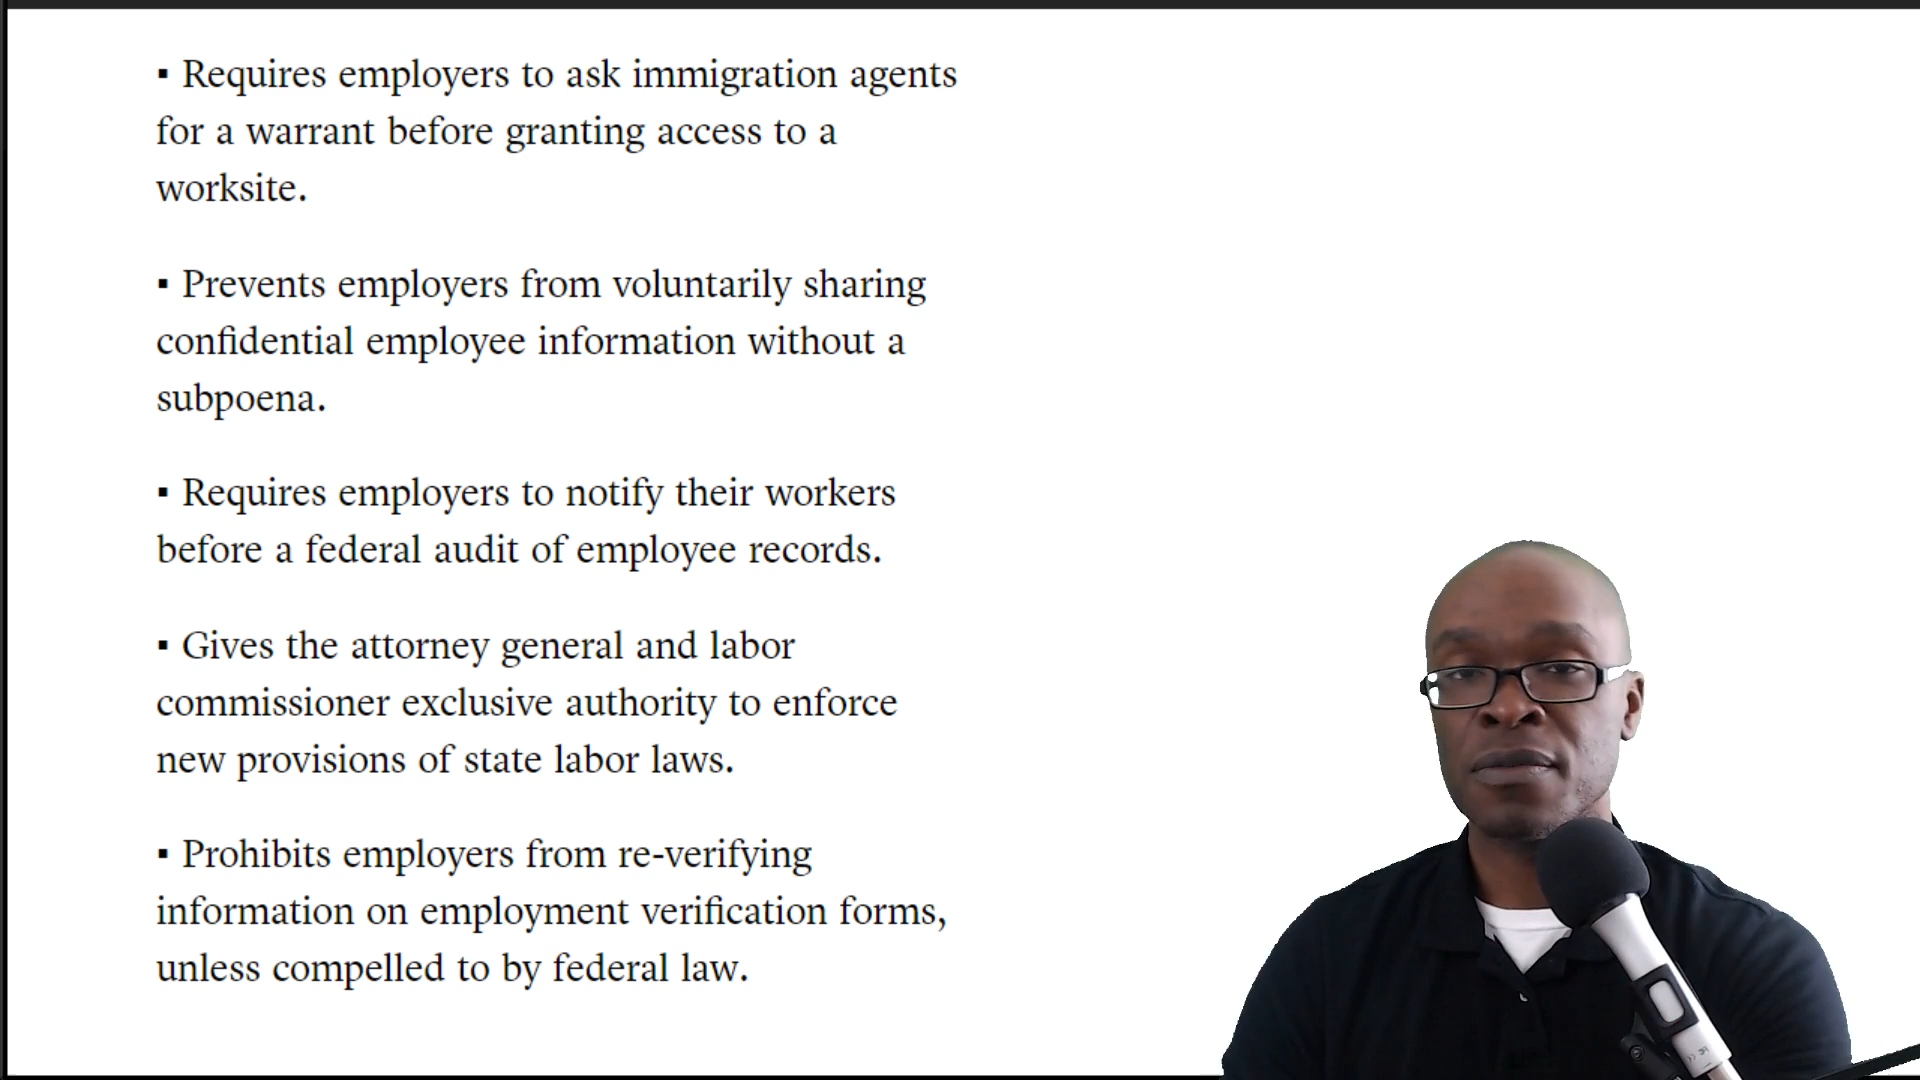 ▪ Requires employers to ask immigration agents
for a warrant before granting access to a
worksite.
▪ Prevents employers from voluntarily sharing
confidential employee information without a
subpoena.
▪ Requires employers to notify their workers
before a federal audit of employee records.
▪ Gives the attorney general and labor
commissioner exclusive authority to enforce
new provisions of state labor laws.
▪ Prohibits employers from re-verifying
information on employment verification forms,
unless compelled to by federal law.